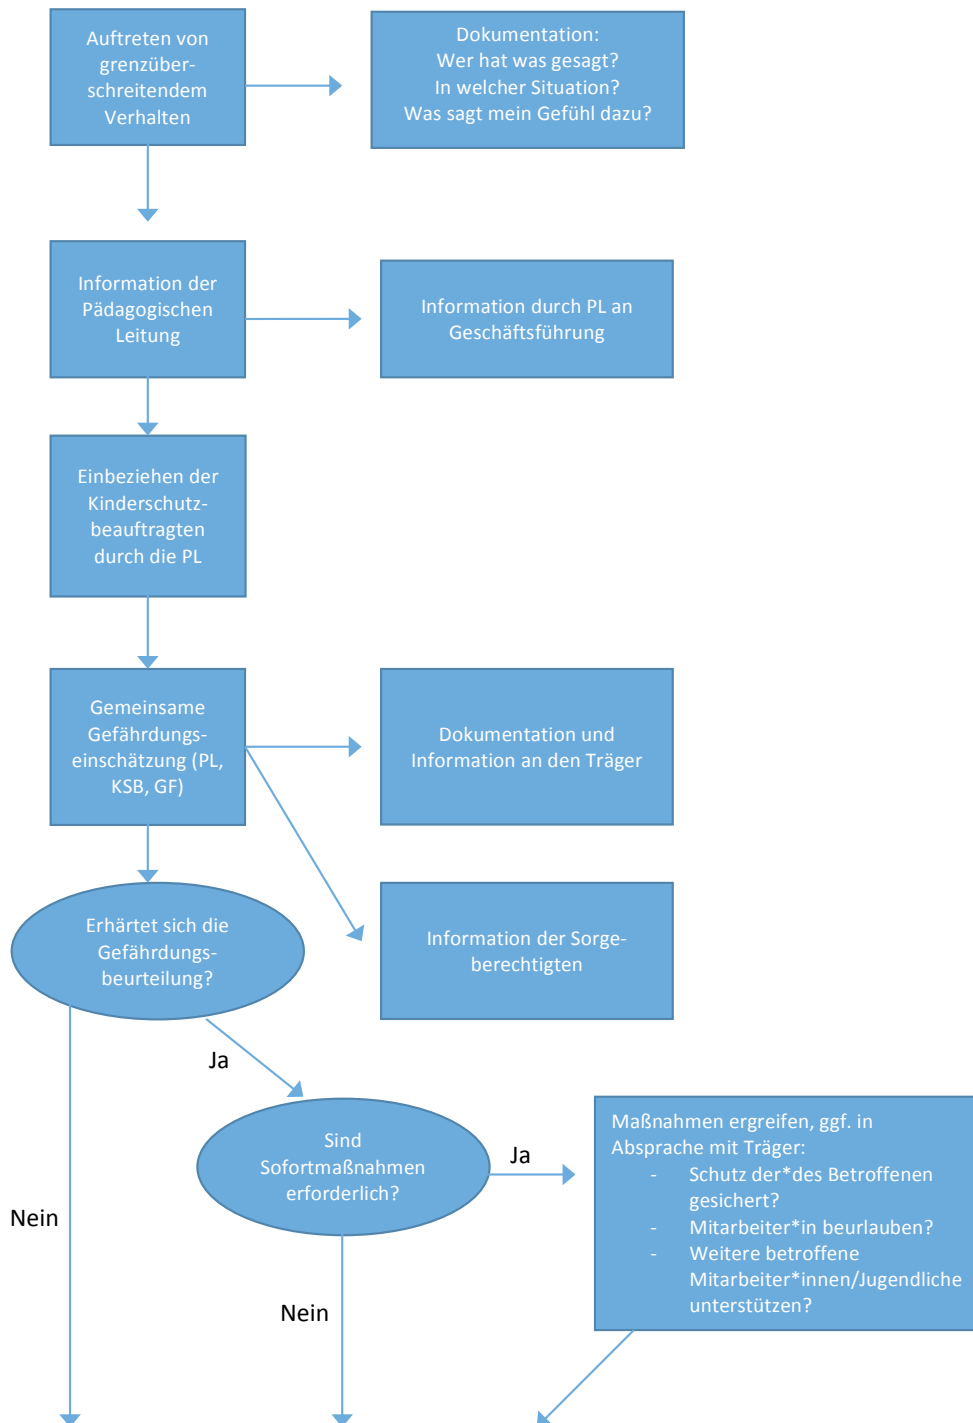 Auftreten von
grenzüber-
schreitendem
Verhalten
Dokumentation:
Wer hat was gesagt?
In welcher Situation?
Was sagt mein Gefühl dazu?
Information der
Pädagogischen
Leitung
Information durch PL an
Geschäftsführung
Einbeziehen der
Kinderschutz-
beauftragten
durch die PL
Gemeinsame
Gefährdungs-
einschätzung (PL,
KSB, GF)
Dokumentation und
Information an den Träger
Erhärtet sich die
Gefährdungs-
beurteilung?
Information der Sorge-
berechtigten
Ja
Sind
Sofortmaßnahmen
erforderlich?
Ja
Maßnahmen ergreifen, ggf. in
Absprache mit Träger:
- Schutz der*des Betroffenen
gesichert?
- Mitarbeiter*in beurlauben?
- Weitere betroffene
Mitarbeiter*innen/Jugendliche
unterstützen?
Nein
Nein